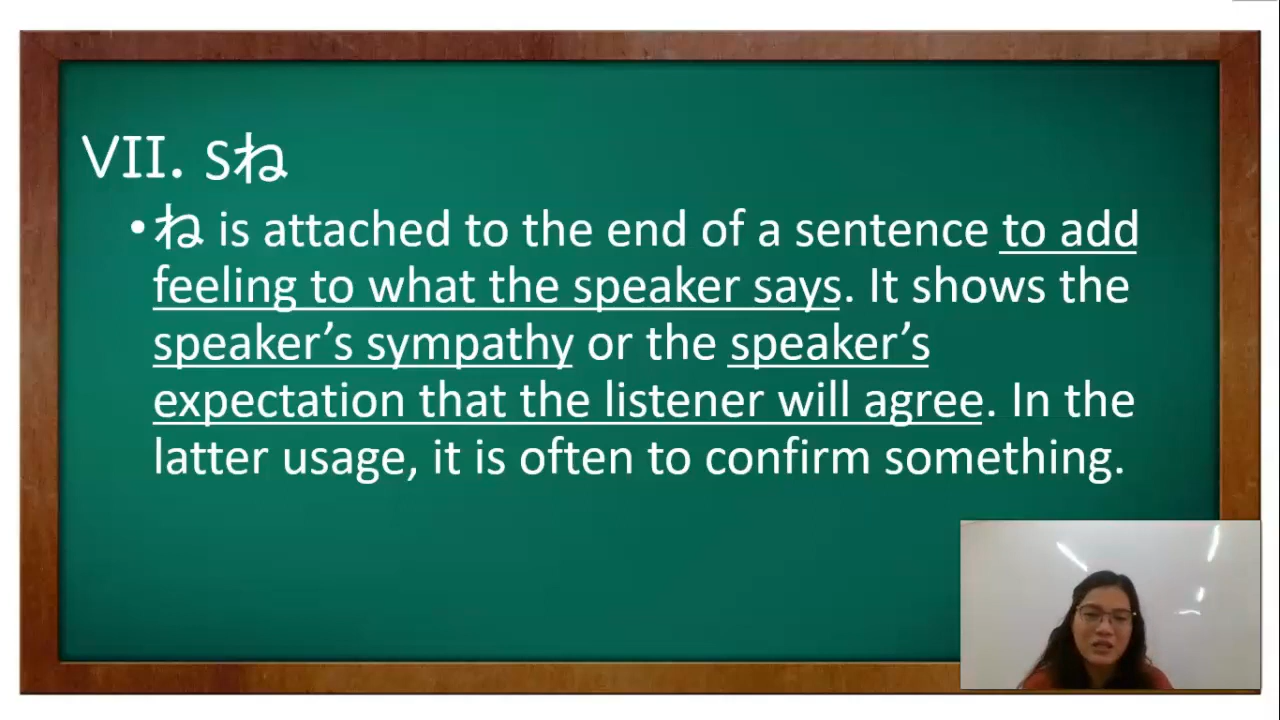 VII. Sね
•ね is attached to the end of a sentence to add
feeling to what the speaker says. It shows the
speaker’s sympathy or the speaker’s
expectation that the listener will agree. In the
latter usage, it is often to confirm something.